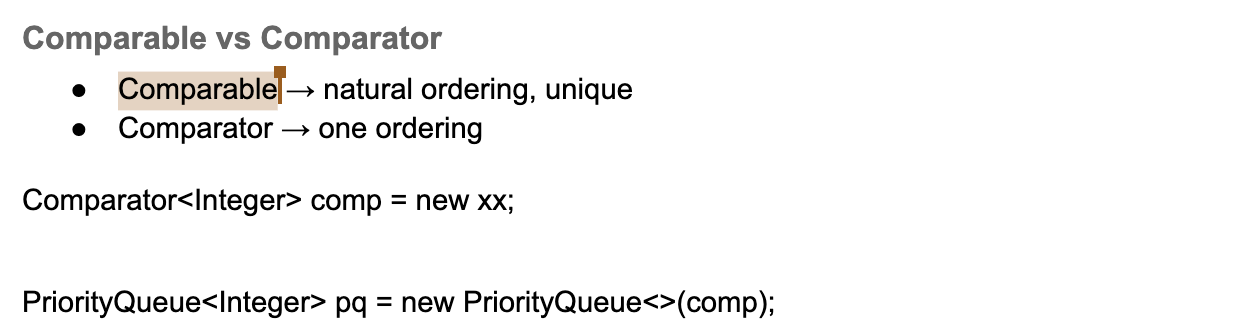 Comparable vs Comparator
● Comparable → natural ordering, unique
● Comparator → one ordering
Comparator<Integer> comp = new xx;
PriorityQueue<Integer> pq = new PriorityQueue<>(comp);